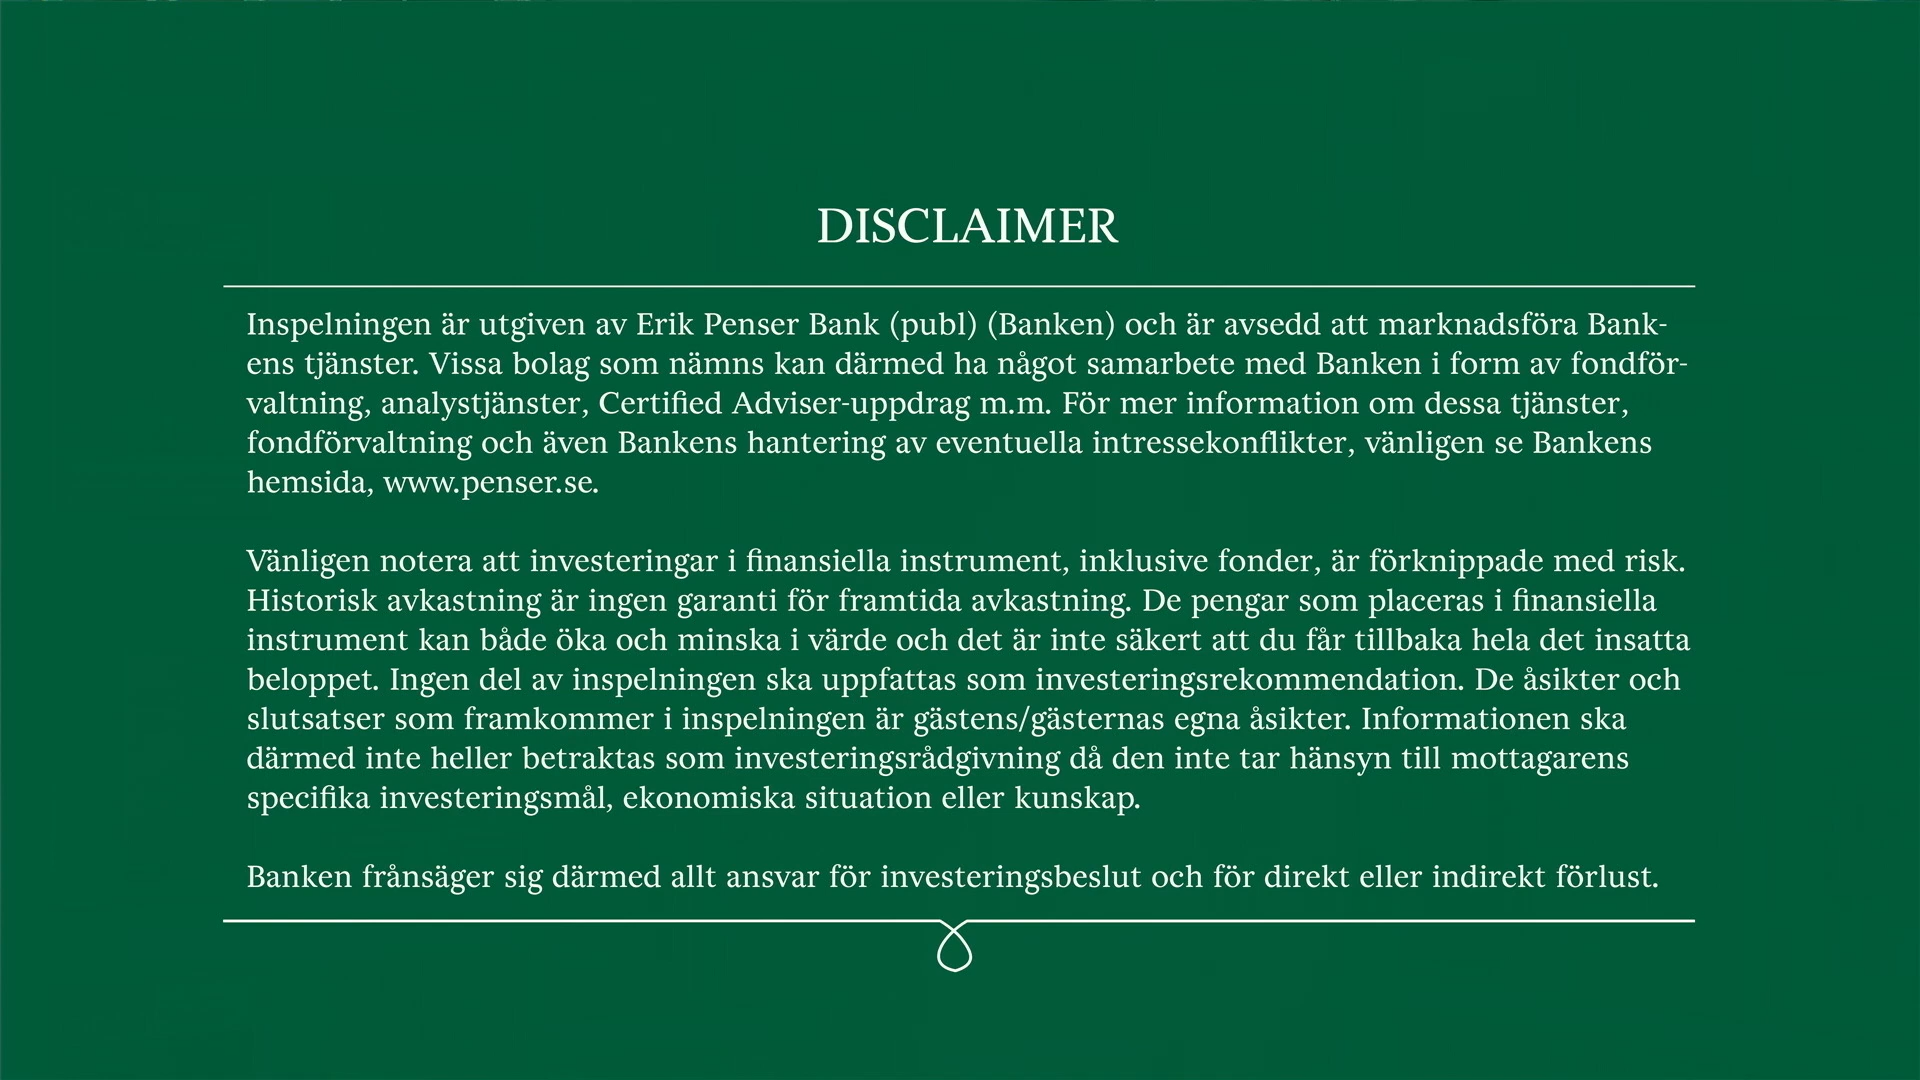 DISCLAIMER
Inspelningen är utgiven av Erik Penser Bank (publ) (Banken) och är avsedd att marknadsföra Bank-
ens tjänster. Vissa bolag som nämns kan därmed ha något samarbete med Banken i form av fondför-
valtning, analystjänster, Certified Adviser-uppdrag m.m. För mer information om dessa tjänster,
fondförvaltning och även Bankens hantering av eventuella intressekonflikter, vänligen se Bankens
hemsida, www.penser.se.
Vänligen notera att investeringar i finansiella instrument, inklusive fonder, är förknippade med risk.
Historisk avkastning är ingen garanti för framtida avkastning. De pengar som placeras i finansiella
instrument kan både öka och minska i värde och det är inte säkert att du får tillbaka hela det insatta
beloppet. Ingen del av inspelningen ska uppfattas som investeringsrekommendation. De åsikter och
slutsatser som framkommer i inspelningen är gästens/gästernas egna åsikter. Informationen ska
därmed inte heller betraktas som investeringsrådgivning då den inte tar hänsyn till mottagarens
specifika investeringsmål, ekonomiska situation eller kunskap.
Banken frånsäger sig därmed allt ansvar för investeringsbeslut och för direkt eller indirekt förlust.